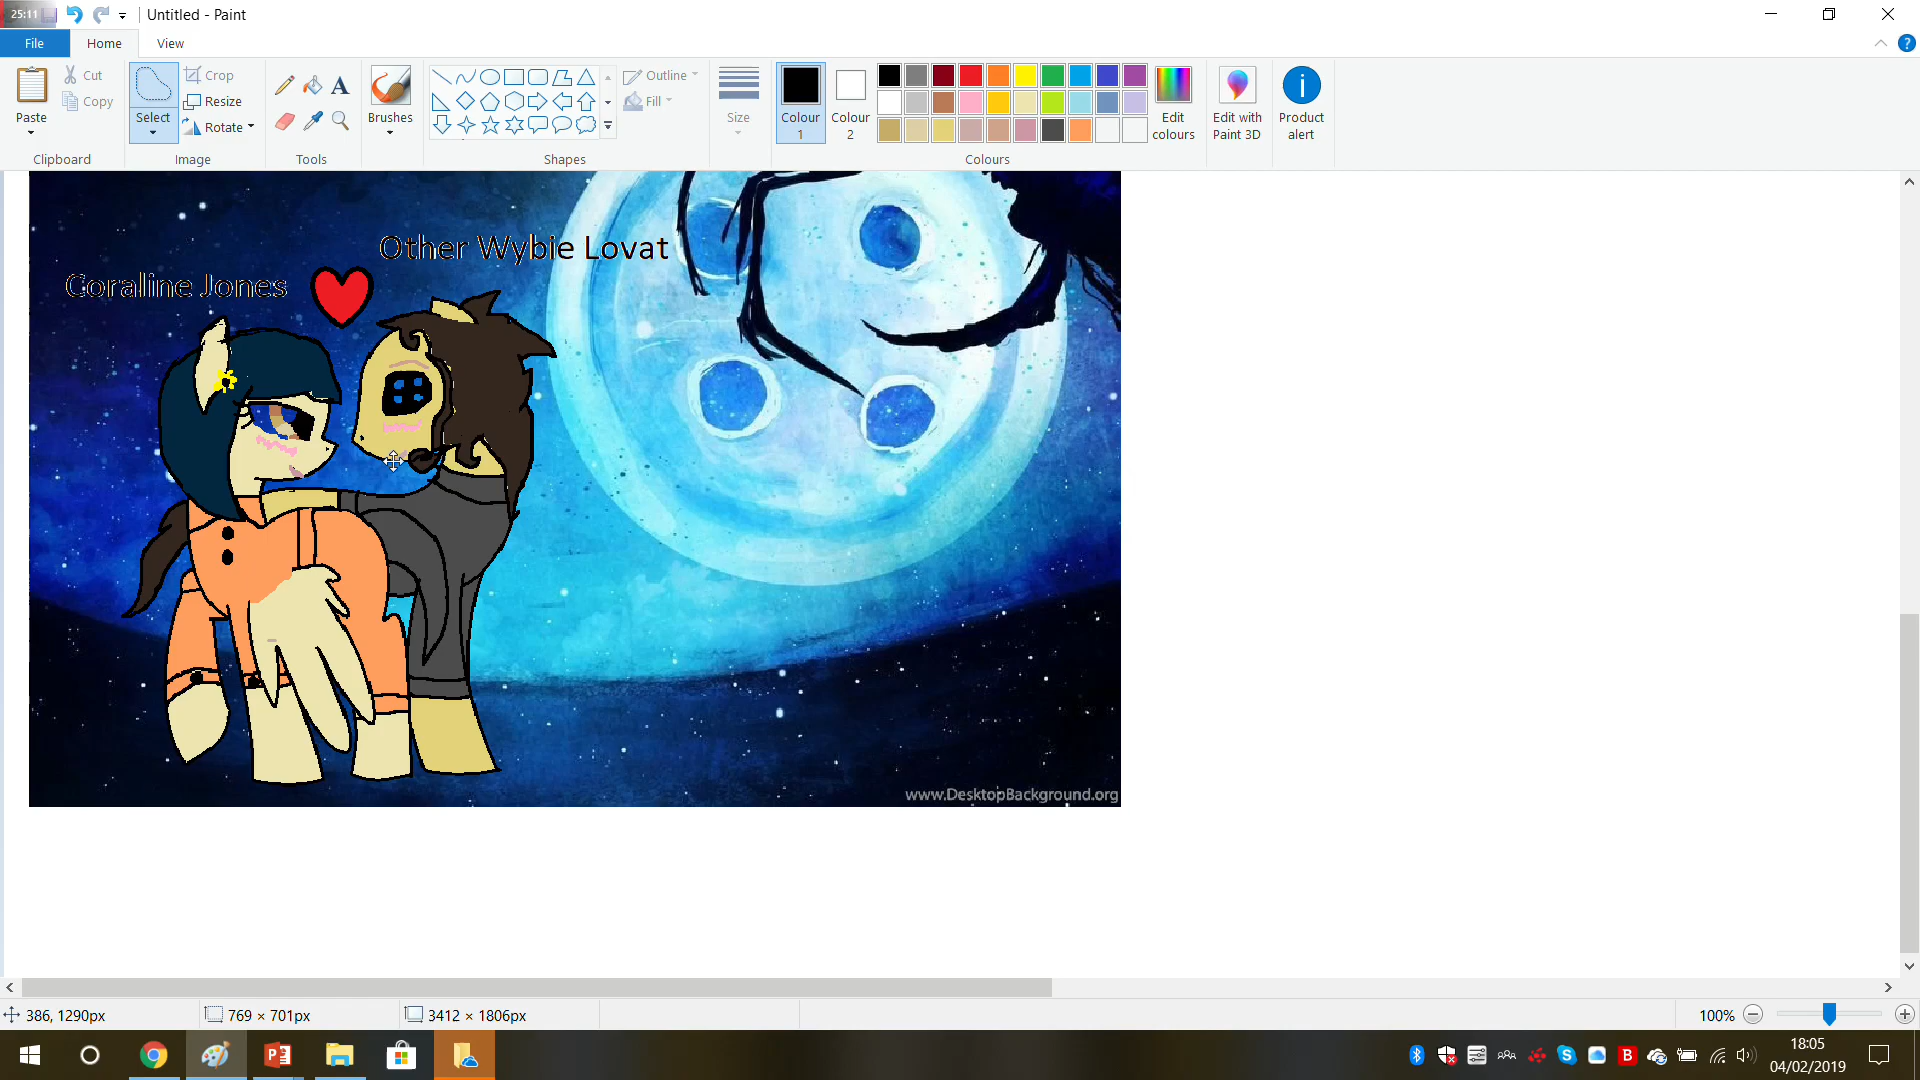 25:11
Untitled - Paint
File Home View
Paste
Cut
Copy
Clipboard
Select
Crop
Resize
Rotate
Image
A
Tools
Brushes
Outline
Fill
Shapes
Size
Colour 1
Colour 2
Edit colours
Colours
Edit with Paint 3D
Product alert
Other Wybie Lovat
Coraline Jones
www.DesktopBackground.org
386, 1290px
769 × 701px
3412 × 1806px
100%
18:05
04/02/2019